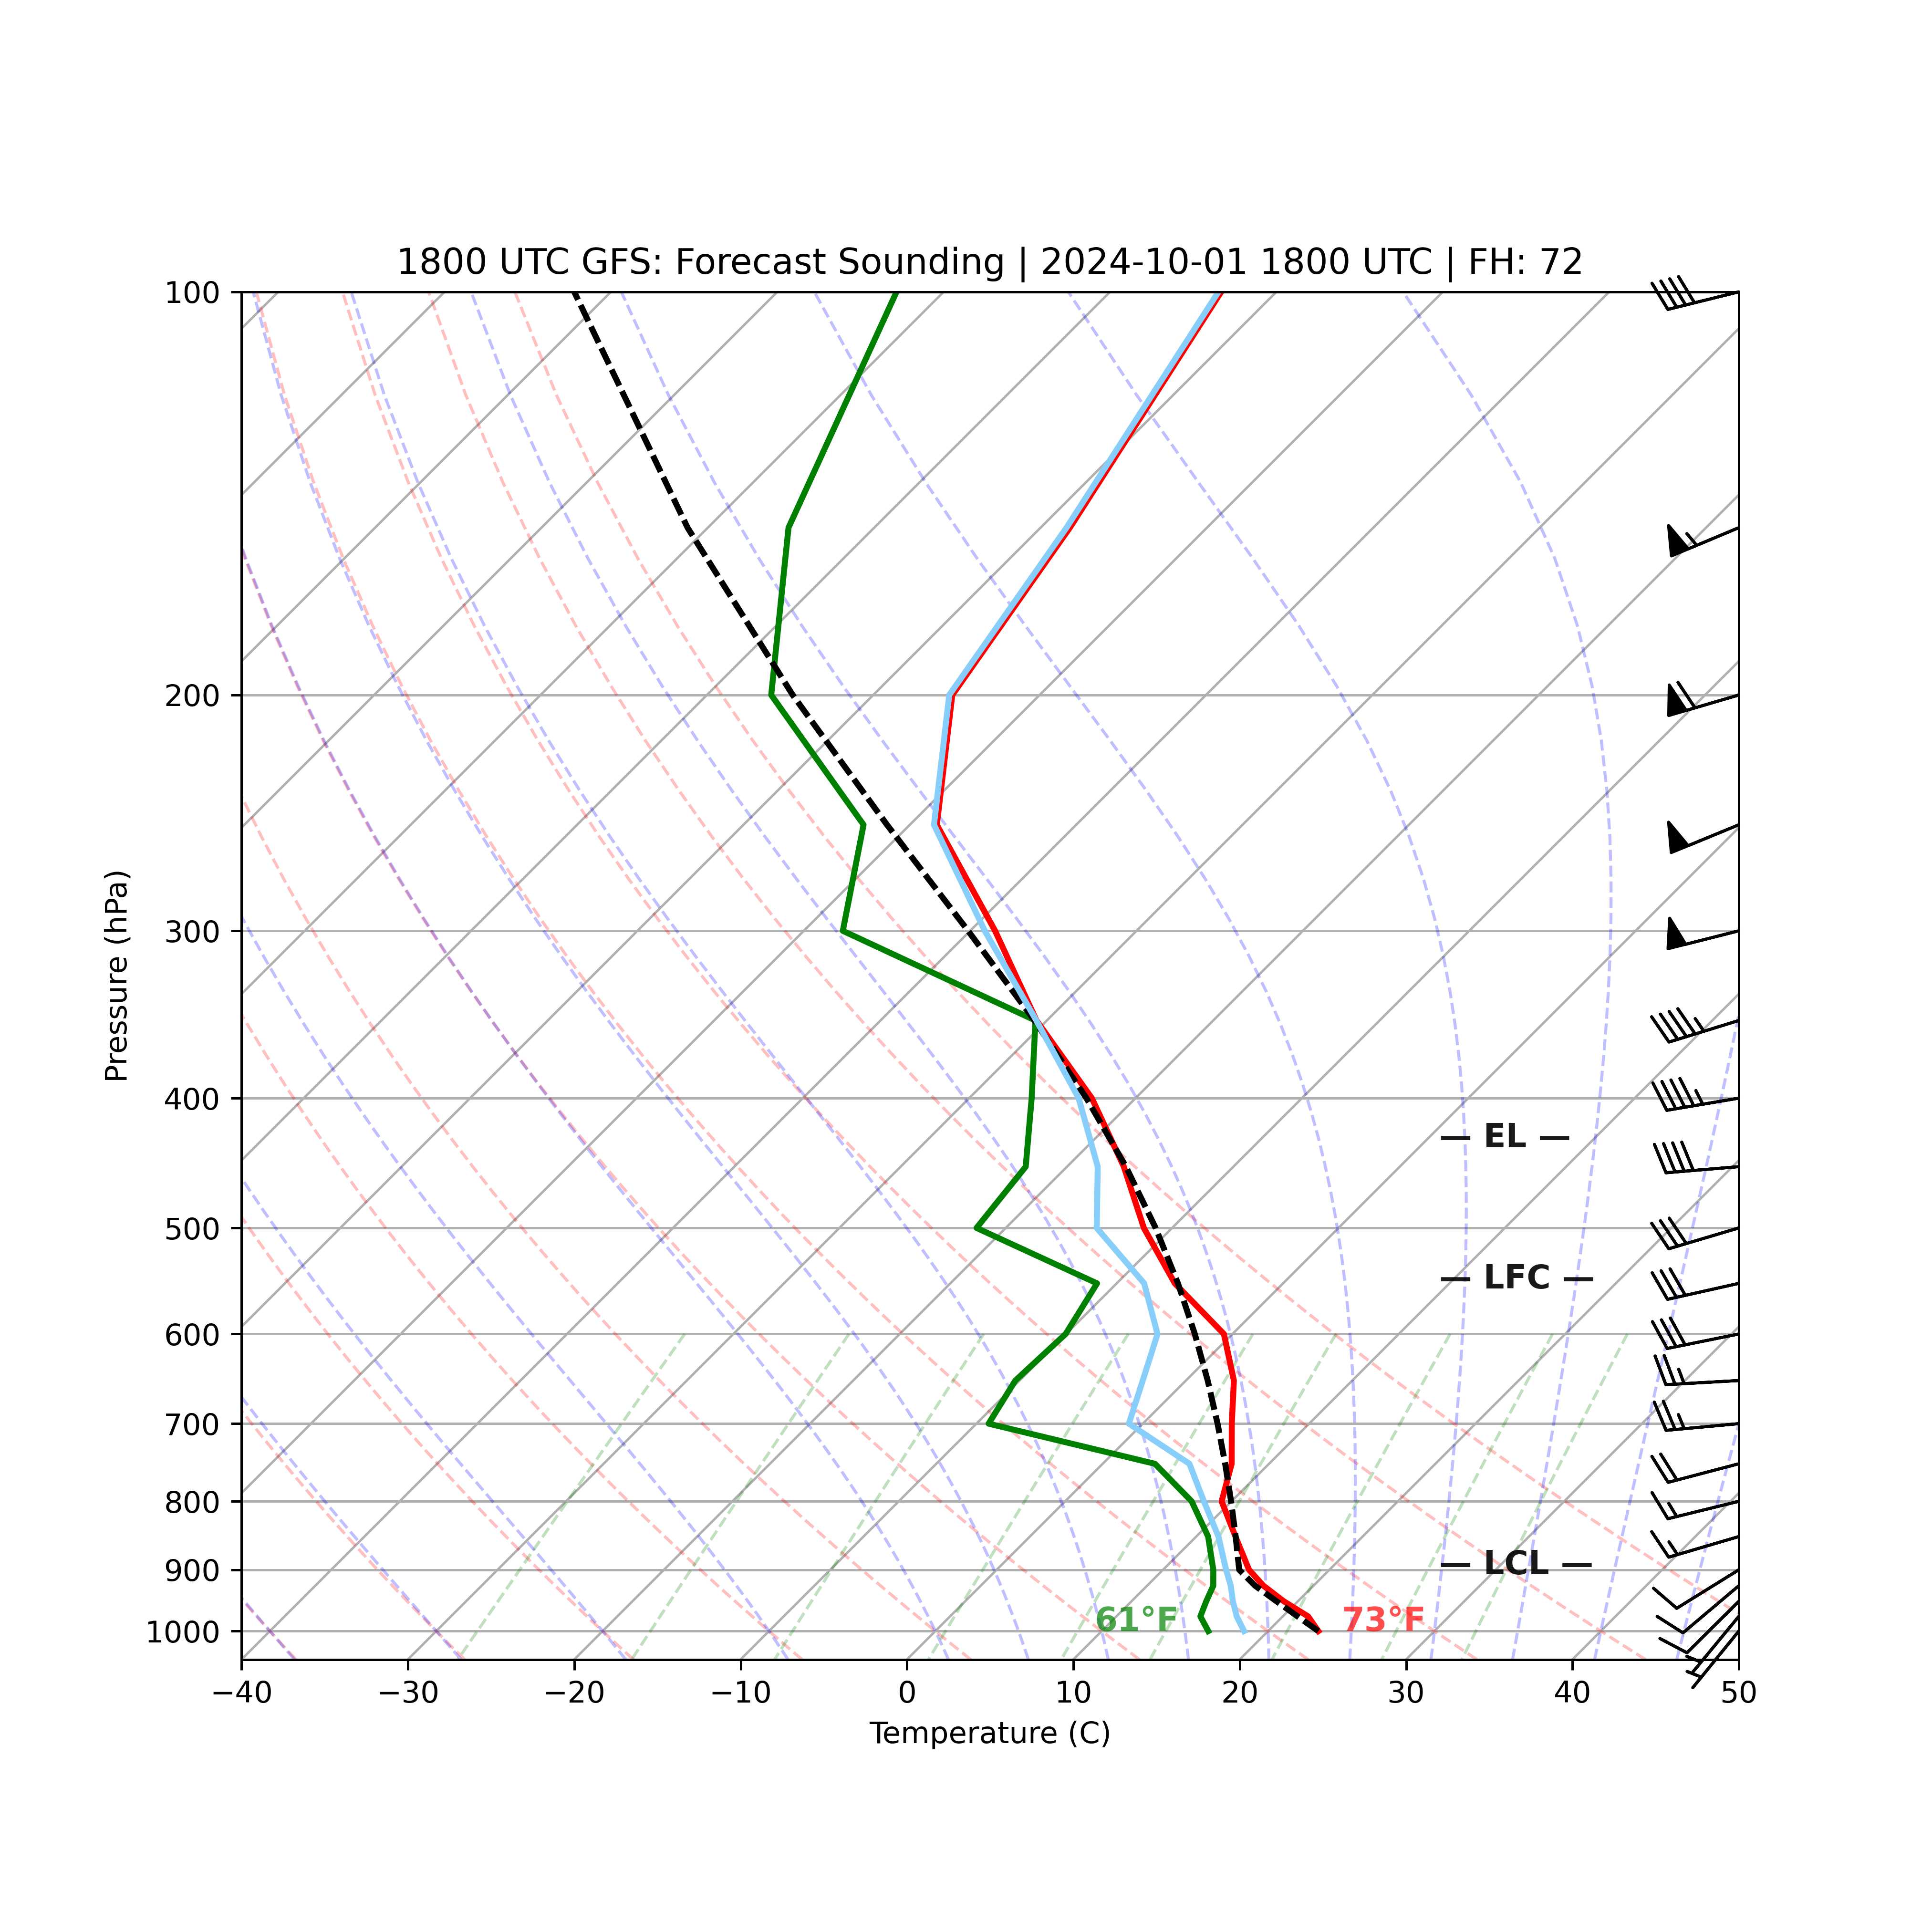 1800 UTC GFS: Forecast Sounding | 2024-10-01 1800 UTC | FH: 72
100
200
300
Pressure (hPa)
400
— EL —
500
— LFC —
600
700
800
900
— LCL —
1000
61°F
73°F
−40 −30 −20 −10 0 10 20 30 40 50
Temperature (C)